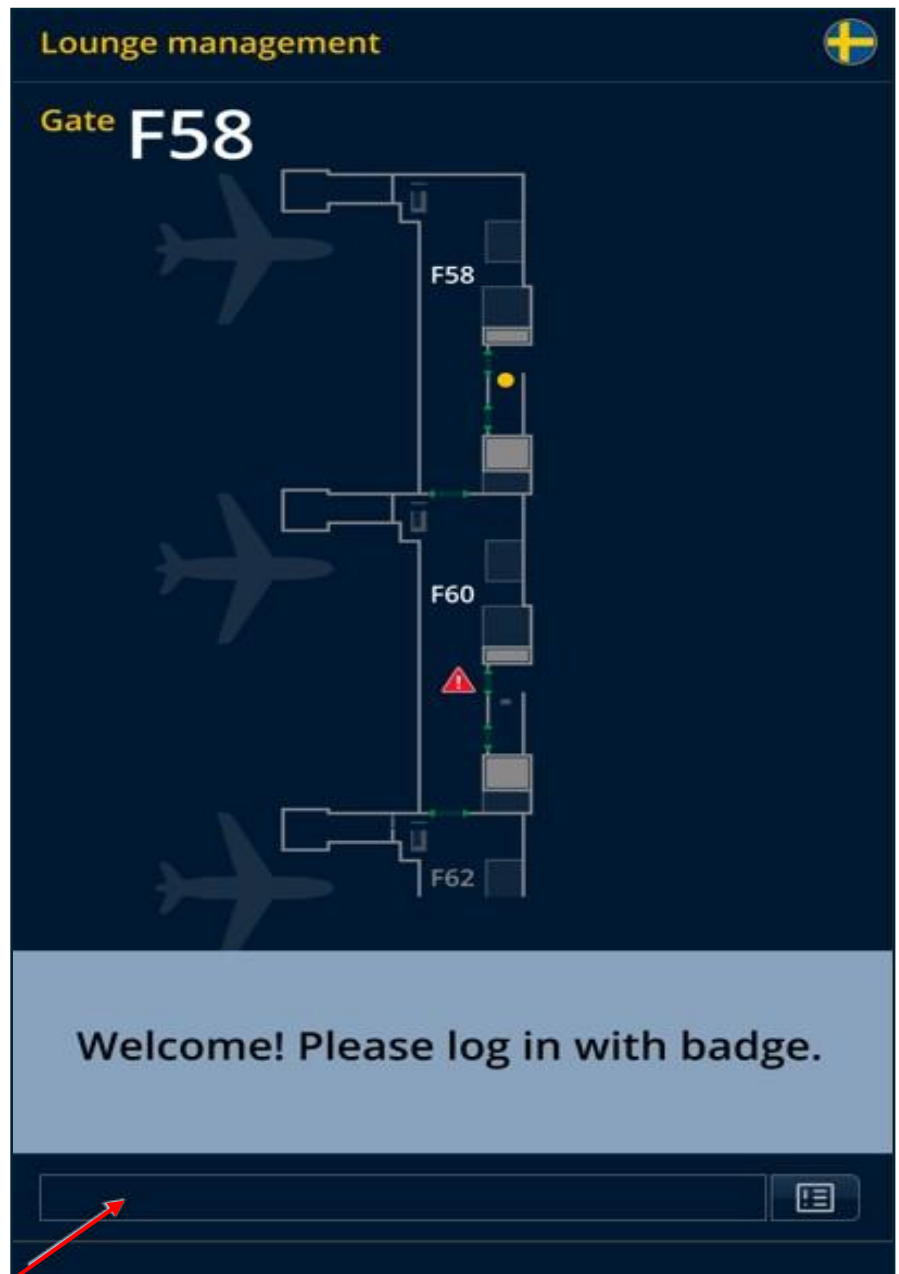 Lounge management
Gate F58
F58
F60
F62
Welcome! Please log in with badge.